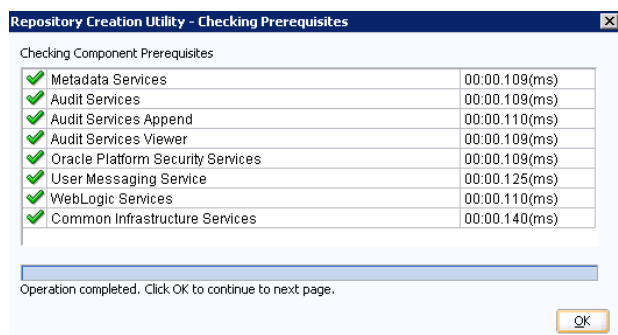 Repository Creation Utility - Checking Prerequisites
Checking Component Prerequisites
Metadata Services 00:00.109(ms)
Audit Services 00:00.109(ms)
Audit Services Append 00:00.110(ms)
Audit Services Viewer 00:00.109(ms)
Oracle Platform Security Services 00:00.109(ms)
User Messaging Service 00:00.125(ms)
WebLogic Services 00:00.110(ms)
Common Infrastructure Services 00:00.140(ms)
Operation completed. Click OK to continue to next page.
OK